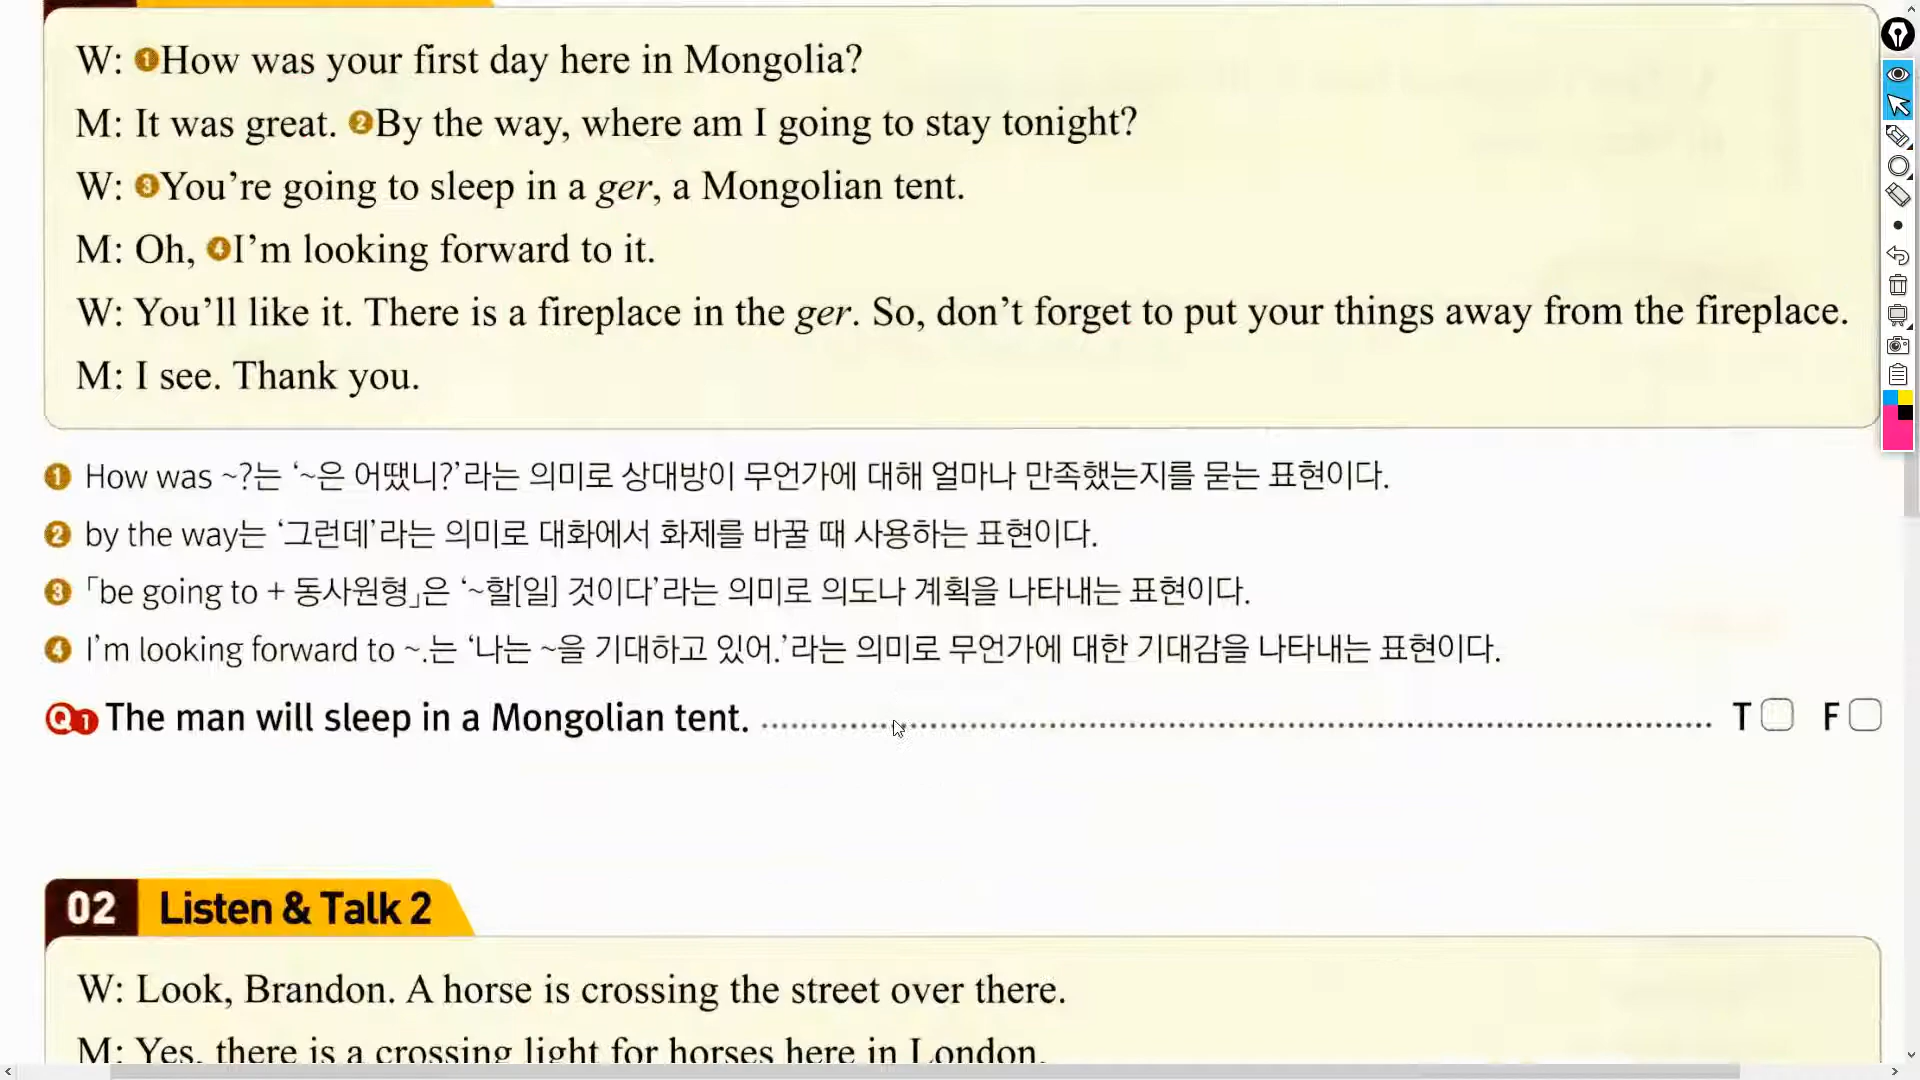 W: ❶How was your first day here in Mongolia?
M: It was great. ❷By the way, where am I going to stay tonight?
W: ❸You’re going to sleep in a ger, a Mongolian tent.
M: Oh, ❹I’m looking forward to it.
W: You’ll like it. There is a fireplace in the ger. So, don’t forget to put your things away from the fireplace.
M: I see. Thank you.
❶ How was ~?는 ‘~은 어땠니?’라는 의미로 상대방이 무언가에 대해 얼마나 만족했는지를 묻는 표현이다.
❷ by the way는 ‘그런데’라는 의미로 대화에서 화제를 바꿀 때 사용하는 표현이다.
❸ 「be going to + 동사원형」은 ‘~할[일] 것이다’라는 의미로 의도나 계획을 나타내는 표현이다.
❹ I’m looking forward to ~.는 ‘나는 ~을 기대하고 있어.’라는 의미로 무언가에 대한 기대감을 나타내는 표현이다.
Q1 The man will sleep in a Mongolian tent. T F
02 Listen & Talk 2
W: Look, Brandon. A horse is crossing the street over there.
M: Yes, there is a crossing light for horses here in London.